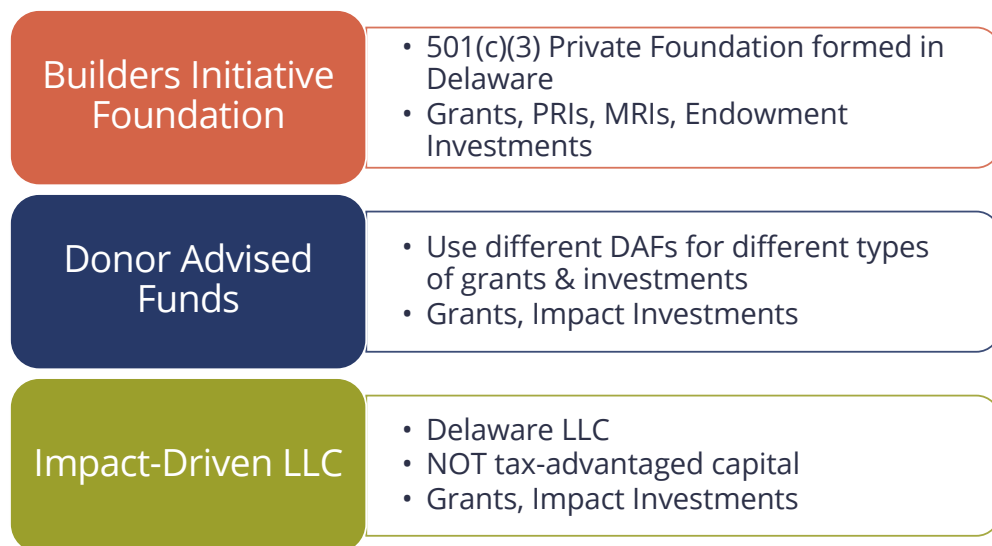 Builders Initiative
Foundation
• 501(c)(3) Private Foundation formed in
Delaware
• Grants, PRIs, MRIs, Endowment
Investments
Donor Advised
Funds
• Use different DAFs for different types
of grants & investments
• Grants, Impact Investments
Impact-Driven LLC
• Delaware LLC
• NOT tax-advantaged capital
• Grants, Impact Investments